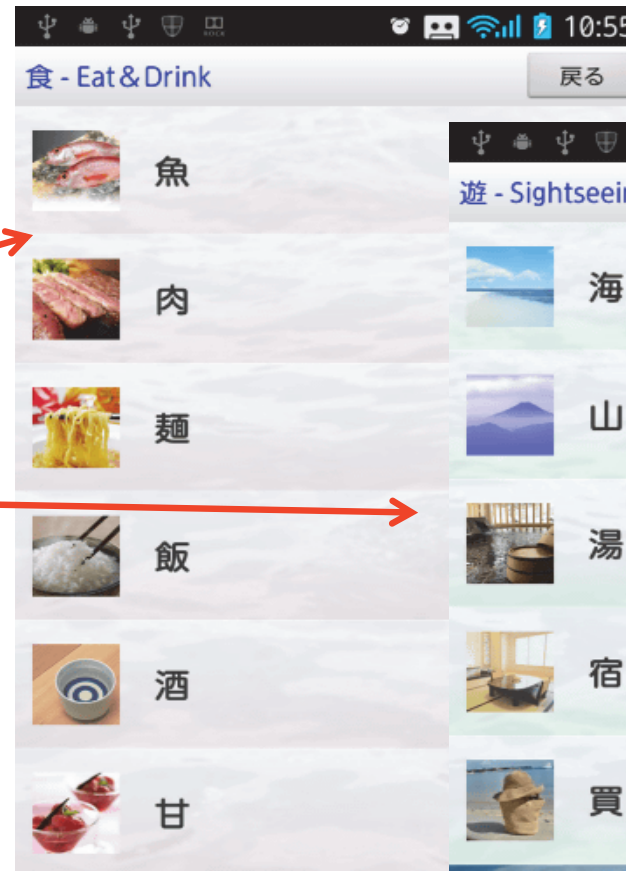 10:55
食 - Eat & Drink
戻る
魚
肉
麺
飯
酒
甘
遊 - Sightseein
海
山
湯
宿
買